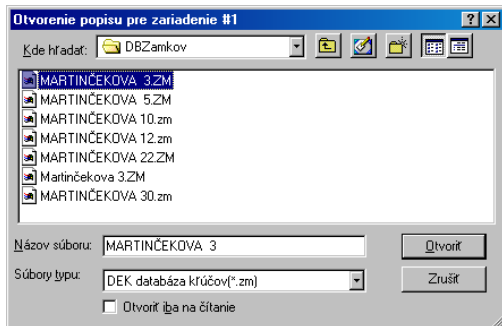 Otvorenie popisu pre zariadenie #1
Kde hľadať: DBZamkov
MARTINČEKOVA  3.ZM
MARTINČEKOVA  5.ZM
MARTINČEKOVA 10.zm
MARTINČEKOVA 12.zm
MARTINČEKOVA 22.ZM
Martinčekova 3.ZM
MARTINČEKOVA 30.zm
Názov súboru: MARTINČEKOVA  3 Otvoriť
Súbory typu: DEK databáza kľúčov(*.zm) Zrušiť
Otvoriť iba na čítanie